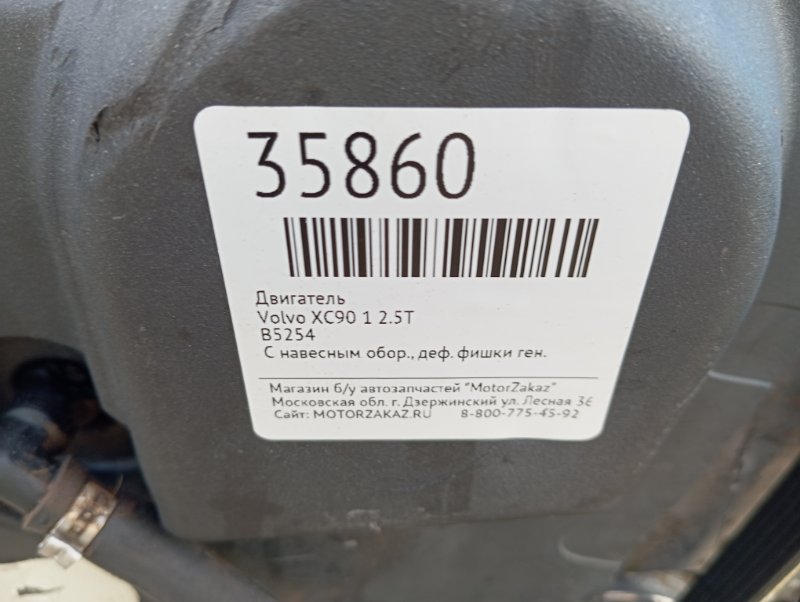 35860
Двигатель
Volvo XC90 1 2.5T
B5254
С навесным обор., деф. фишки ген.
Магазин б/у автозапчастей "MotorZakaz"
Московская обл. г. Дзержинский ул. Лесная 36
Сайт: MOTORZAKAZ.RU 8-800-775-45-92